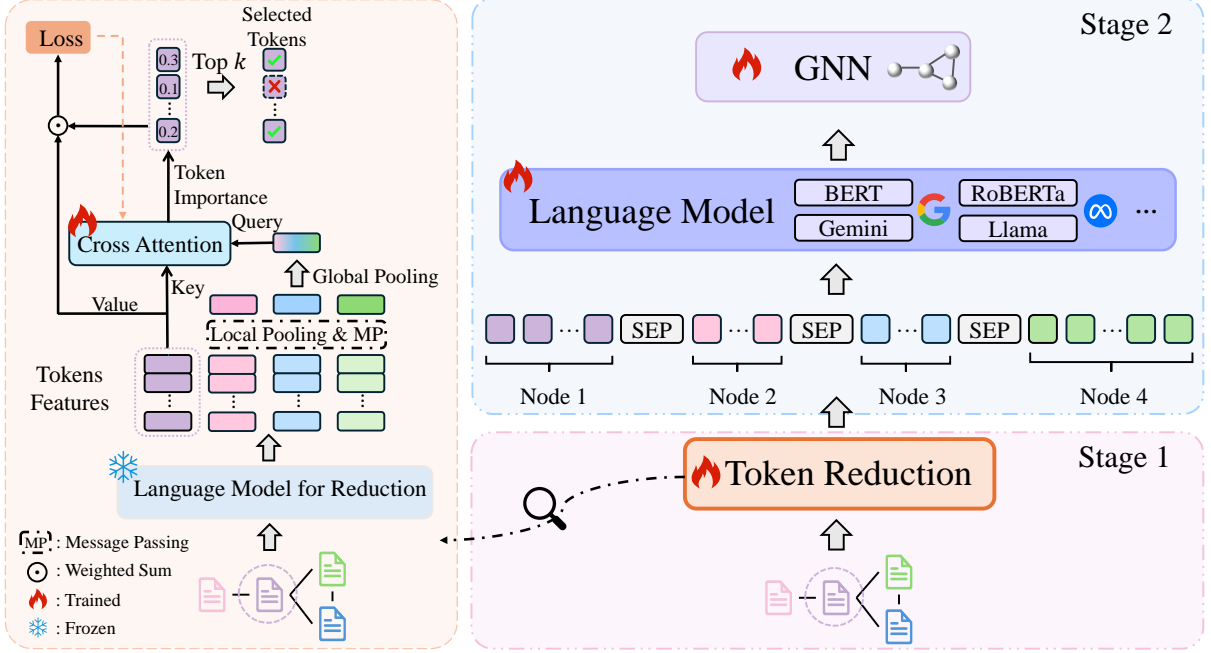 Loss
0.3
0.1
0.2
Top k
Selected
Tokens
Token
Importance
Query
Cross Attention
Global Pooling
Value
Key
Local Pooling & MP
Tokens
Features
Language Model for Reduction
MP : Message Passing
: Weighted Sum
: Trained
: Frozen
Stage 2
GNN
Language Model
BERT
RoBERTa
Gemini
Llama
...
SEP
SEP
SEP
Node 1
Node 2
Node 3
Node 4
Stage 1
Token Reduction